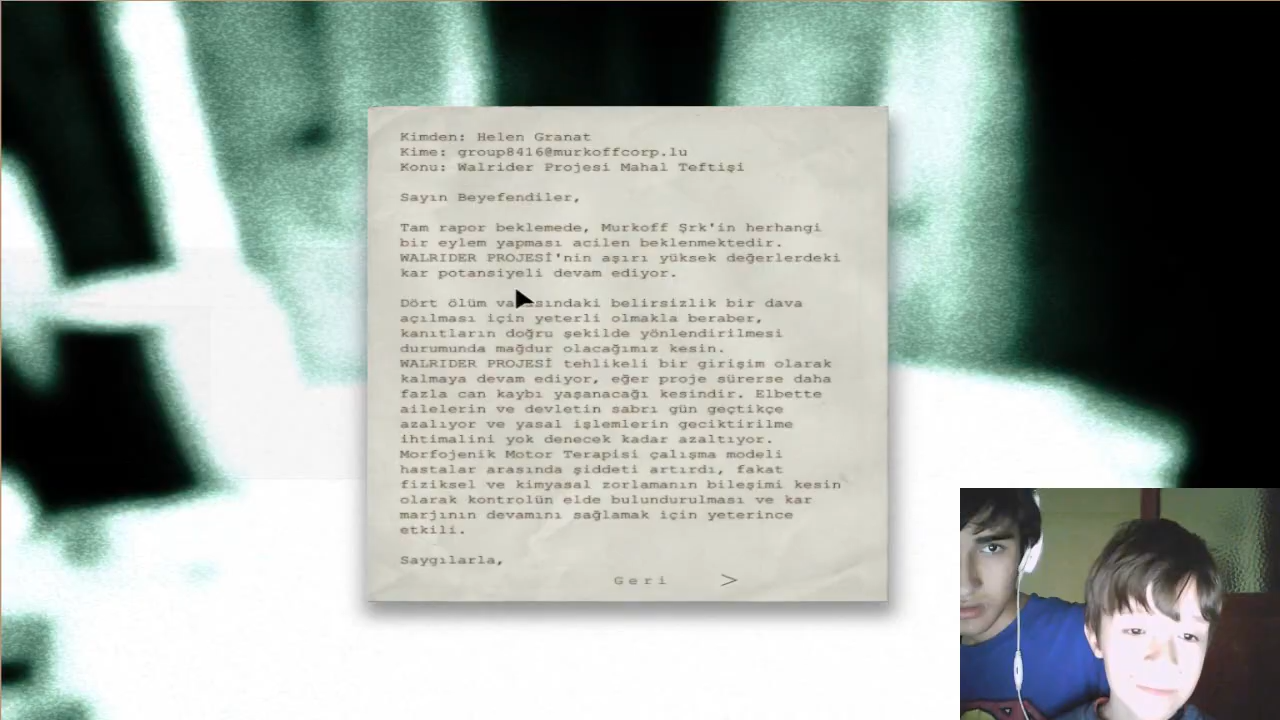 Kimden: Helen Granat
Kime: group8416@murkoffcorp.lu
Konu: Walrider Projesi Mahal Teftişi
Sayın Beyefendiler,
Tam rapor beklemede, Murkoff Şrk'in herhangi
bir eylem yapması acilen beklenmektedir.
WALRIDER PROJESİ'nin aşırı yüksek değerlerdeki
kar potansiyeli devam ediyor.
Dört ölüm belirsizlik bir dava
açılması için yeterli olmakla beraber,
kanıtların doğru şekilde yönlendirilmesi
durumunda mağdur olacağımız kesin.
WALRIDER PROJESİ tehlikeli bir girişim olarak
kalmaya devam ediyor, eğer proje sürerse daha
fazla can kaybı yaşanacağı kesindir. Elbette
ailelerin ve devletin sabrı gün geçtikçe
azalıyor ve yasal işlemlerin geciktirilme
ihtimalini yok denecek kadar azaltıyor.
Morfojenik Motor Terapisi çalışma modeli
hastalar arasında şiddeti artırdı, fakat
fiziksel ve kimyasal zorlamanın bileşimi kesin
olarak kontrolün elde bulundurulması ve kar
marjının devamını sağlamak için yeterince
etkili.
Saygılarla,
Geri >